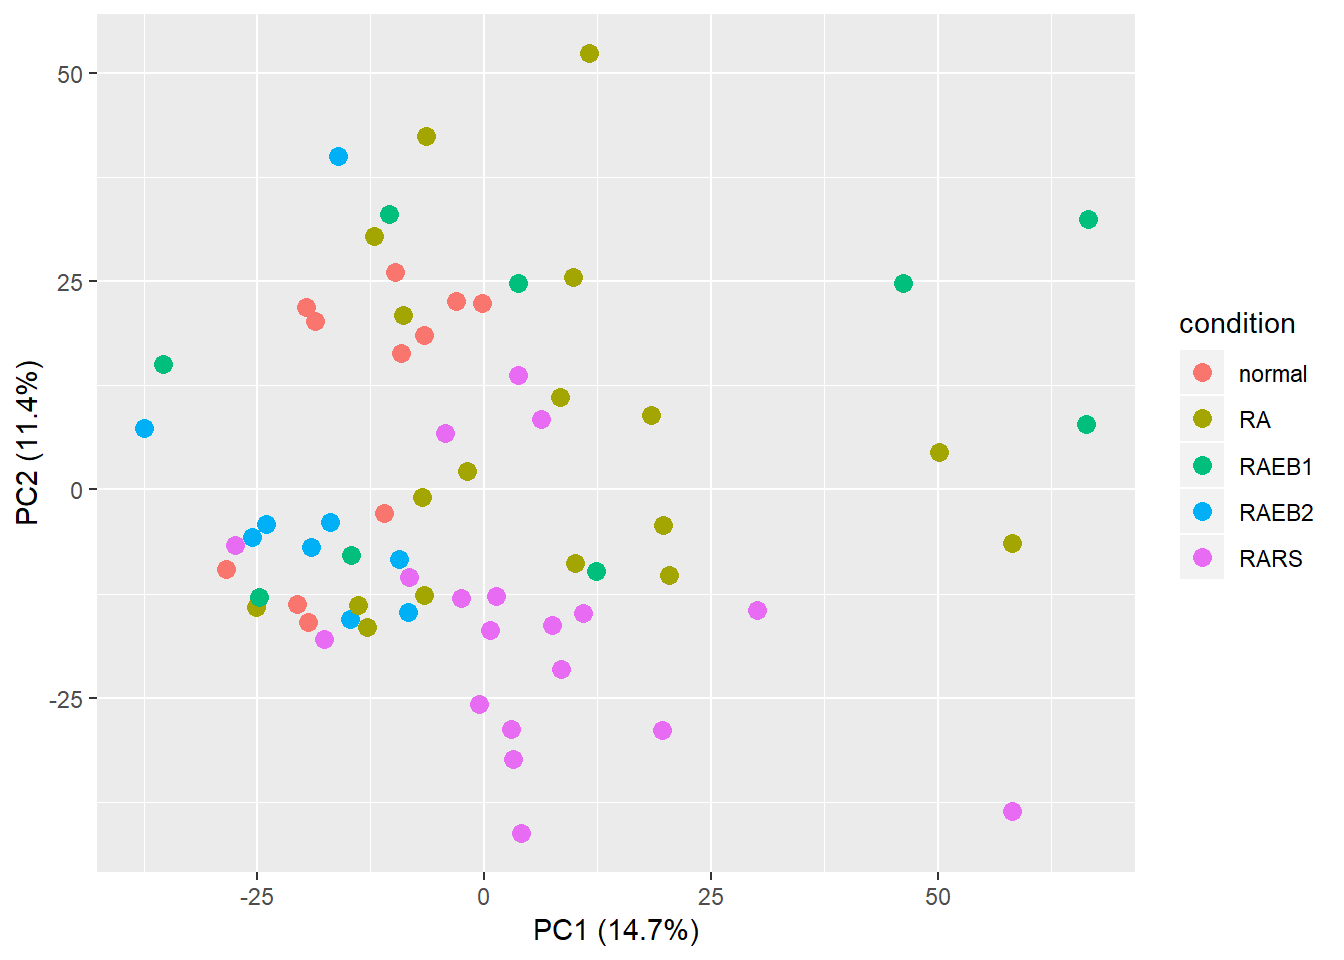 50
25
0
-25
PC2 (11.4%)
-25
0
25
50
PC1 (14.7%)
condition
normal
RA
RAEB1
RAEB2
RARS